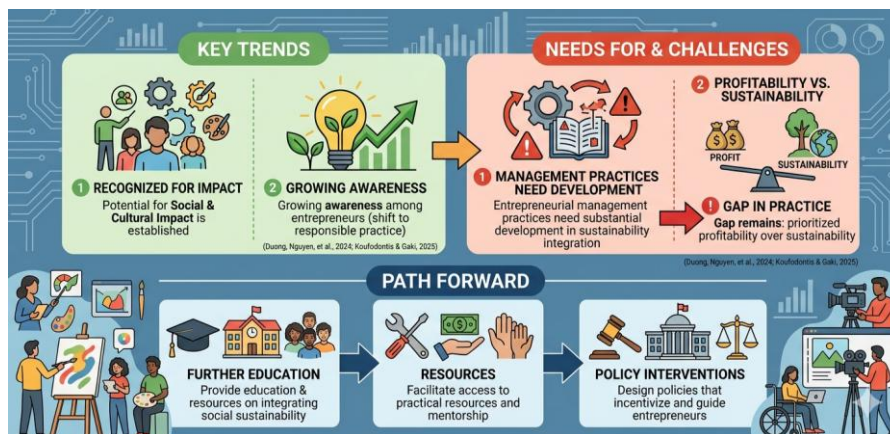 KEY TRENDS
1 RECOGNIZED FOR IMPACT
Potential for Social &
Cultural Impact is
established
2 GROWING AWARENESS
Growing awareness among
entrepreneurs (shift to
responsible practice)
(Duong, Nguyen, et al., 2024; Koufodontis & Gaki, 2025)
NEEDS FOR & CHALLENGES
1 MANAGEMENT PRACTICES
NEED DEVELOPMENT
Entrepreneurial management
practices need substantial
development in sustainability
integration
2 PROFITABILITY VS.
SUSTAINABILITY
PROFIT
SUSTAINABILITY
! GAP IN PRACTICE
Gap remains: prioritized
profitability over sustainability
(Duong, Nguyen, et al., 2024; Koufodontis & Gaki, 2025)
PATH FORWARD
FURTHER EDUCATION
Provide education &
resources on integrating
social sustainability
RESOURCES
Facilitate access to
practical resources and
mentorship
POLICY INTERVENTIONS
Design policies that
incentivize and guide
entrepreneurs